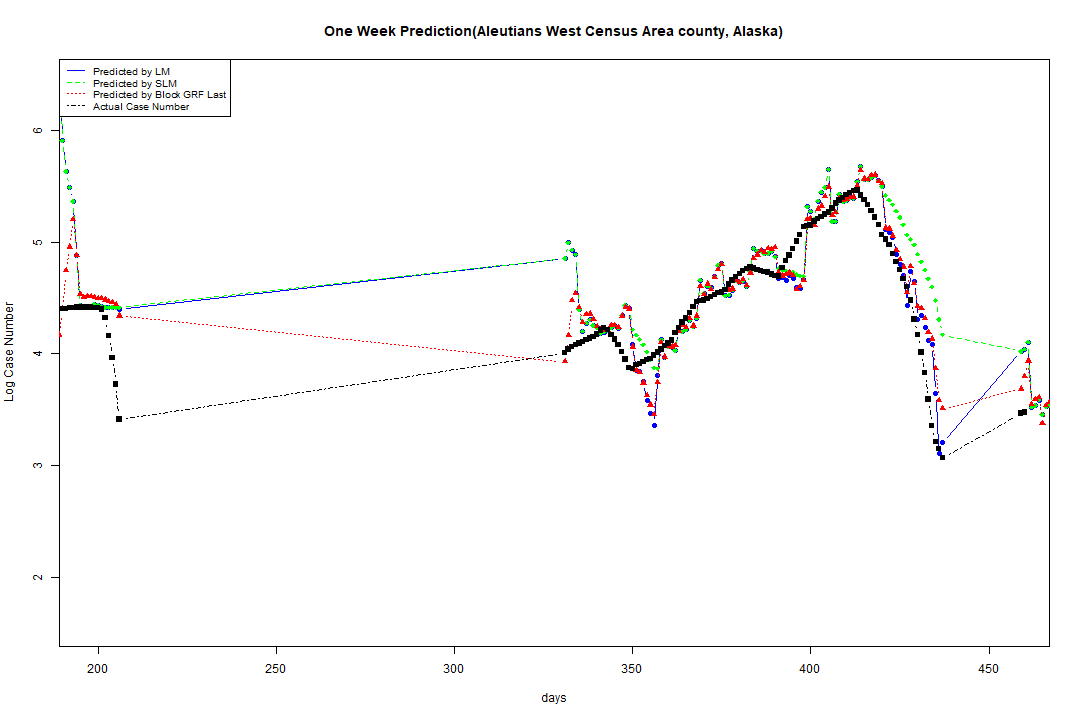 One Week Prediction(Aleutians West Census Area county, Alaska)
Predicted by LM
Predicted by SLM
Predicted by Block GRF Last
Actual Case Number
6
5
4
3
2
Log Case Number
200 250 300 350 400 450
days